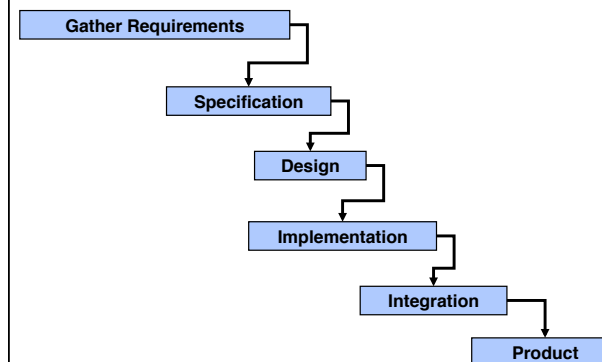 Gather Requirements
Specification
Design
Implementation
Integration
Product